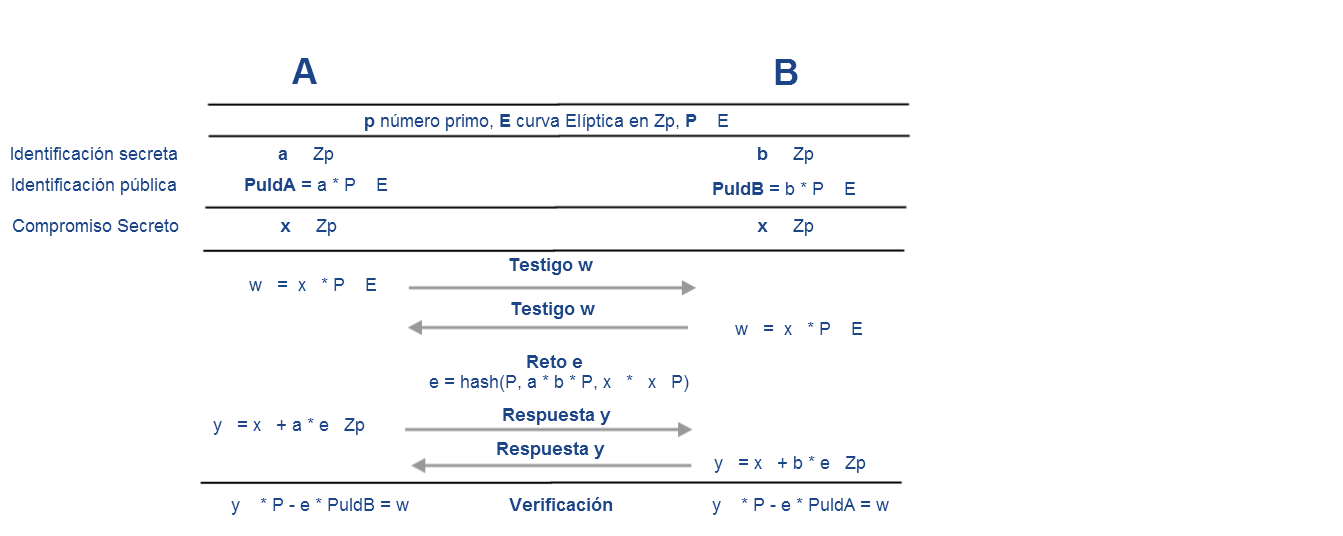 A B
p número primo, E curva Elíptica en Zp, P E
Identificación secreta a Zp b Zp
Identificación pública PuIdA = a * P E PuIdB = b * P E
Compromiso Secreto x Zp x Zp
Testigo w
w = x * P E
Testigo w
w = x * P E
Reto e
e = hash(P, a * b * P, x * x P)
Respuesta y
y = x + a * e Zp
Respuesta y
y = x + b * e Zp
y * P - e * PuIdB = w Verificación y * P - e * PuIdA = w